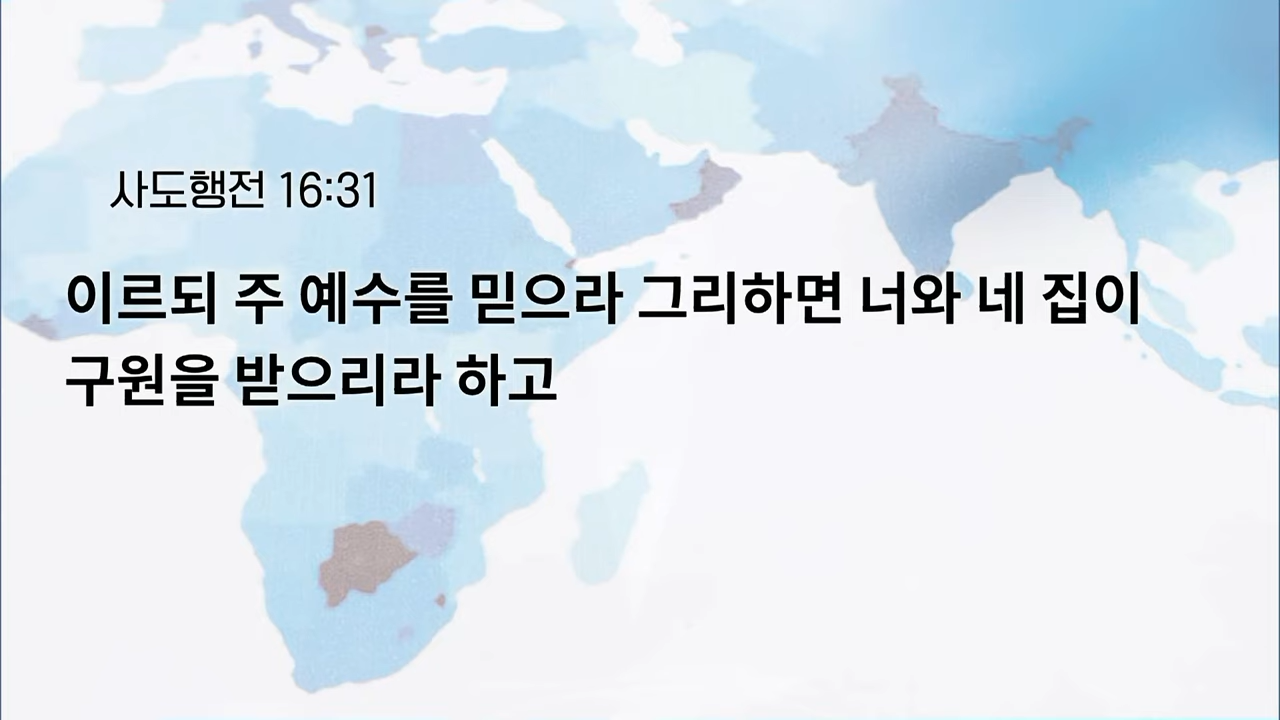 사도행전 16:31
이르되 주 예수를 믿으라 그리하면 너와 네 집이
구원을 받으리라 하고